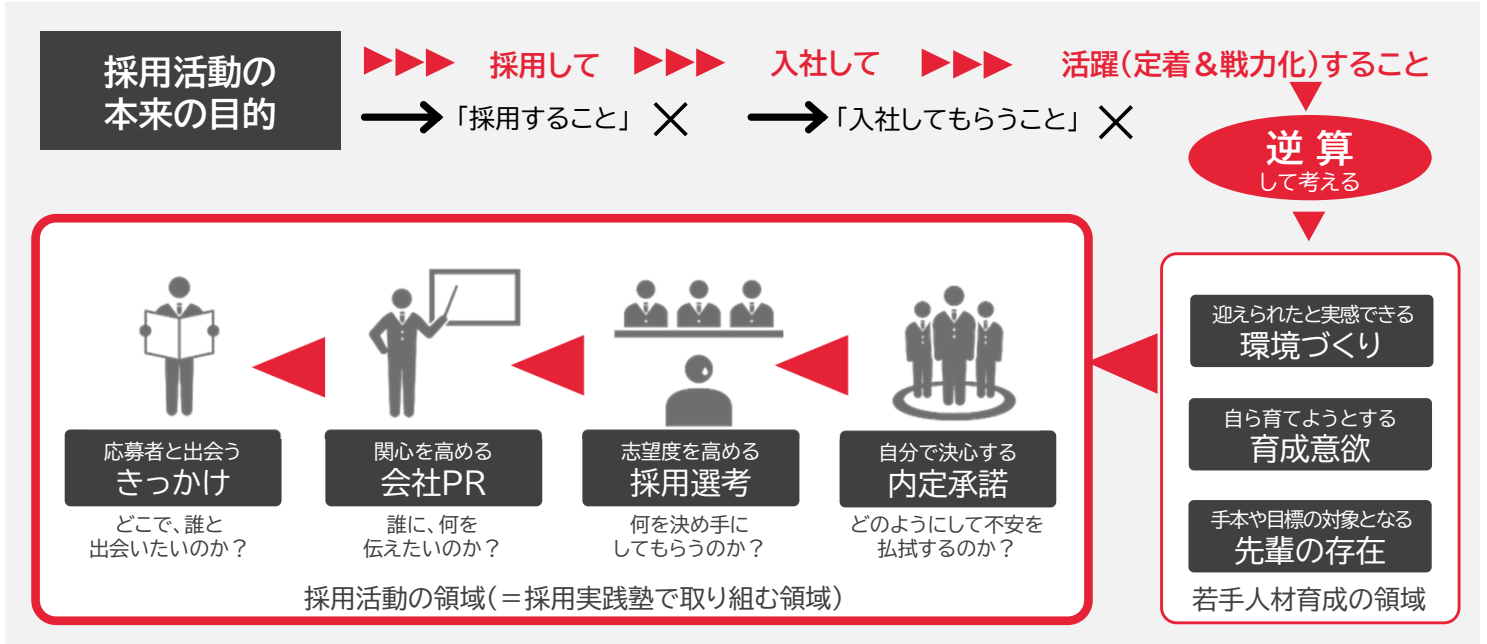 採用活動の
本来の目的
▶▶▶ 採用して ▶▶▶ 入社して ▶▶▶ 活躍(定着&戦力化)すること
→「採用すること」 ✕ →「入社してもらうこと」 ✕
逆算
して考える
応募者と出会う
きっかけ
どこで、誰と
出会いたいのか?
関心を高める
会社PR
誰に、何を
伝えたいのか?
志望度を高める
採用選考
何を決め手に
してもらうのか?
自分で決心する
内定承諾
どのようにして不安を
払拭するのか?
採用活動の領域(=採用実践塾で取り組む領域)
迎えられたと実感できる
環境づくり
自ら育てようとする
育成意欲
手本や目標の対象となる
先輩の存在
若手人材育成の領域